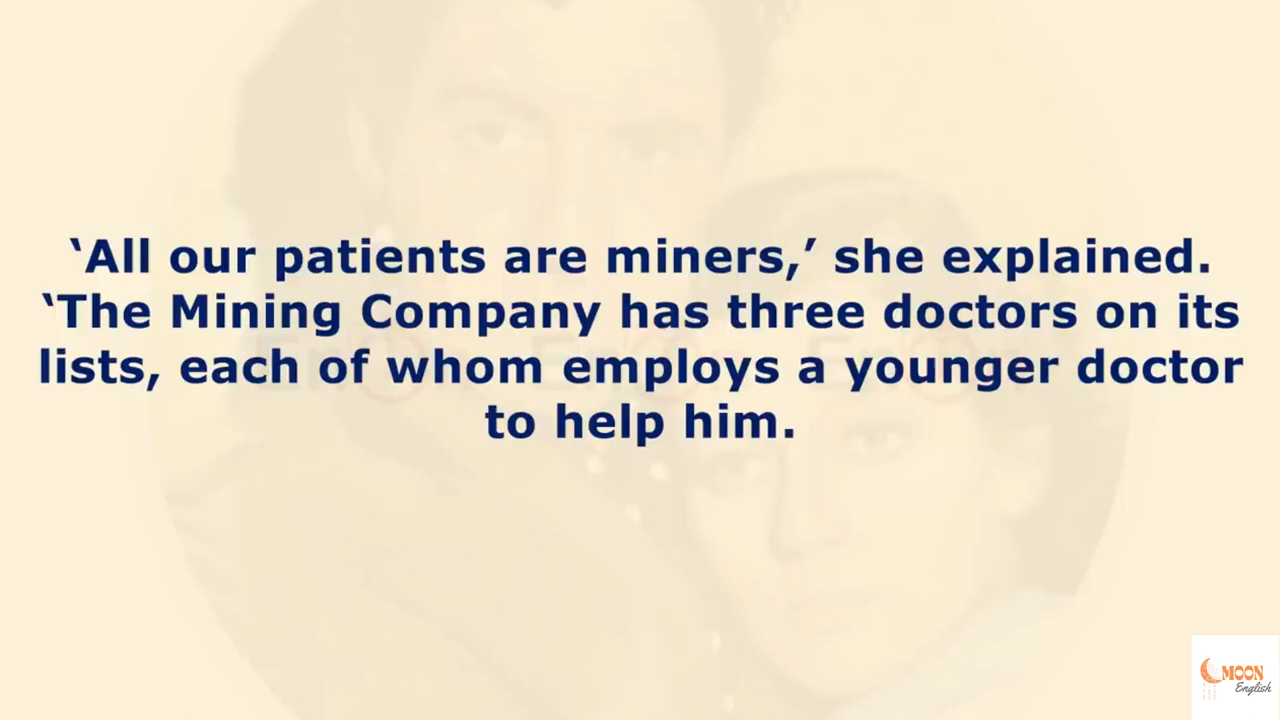 ‘All our patients are miners,’ she explained.
‘The Mining Company has three doctors on its
lists, each of whom employs a younger doctor
to help him.
MOON
English